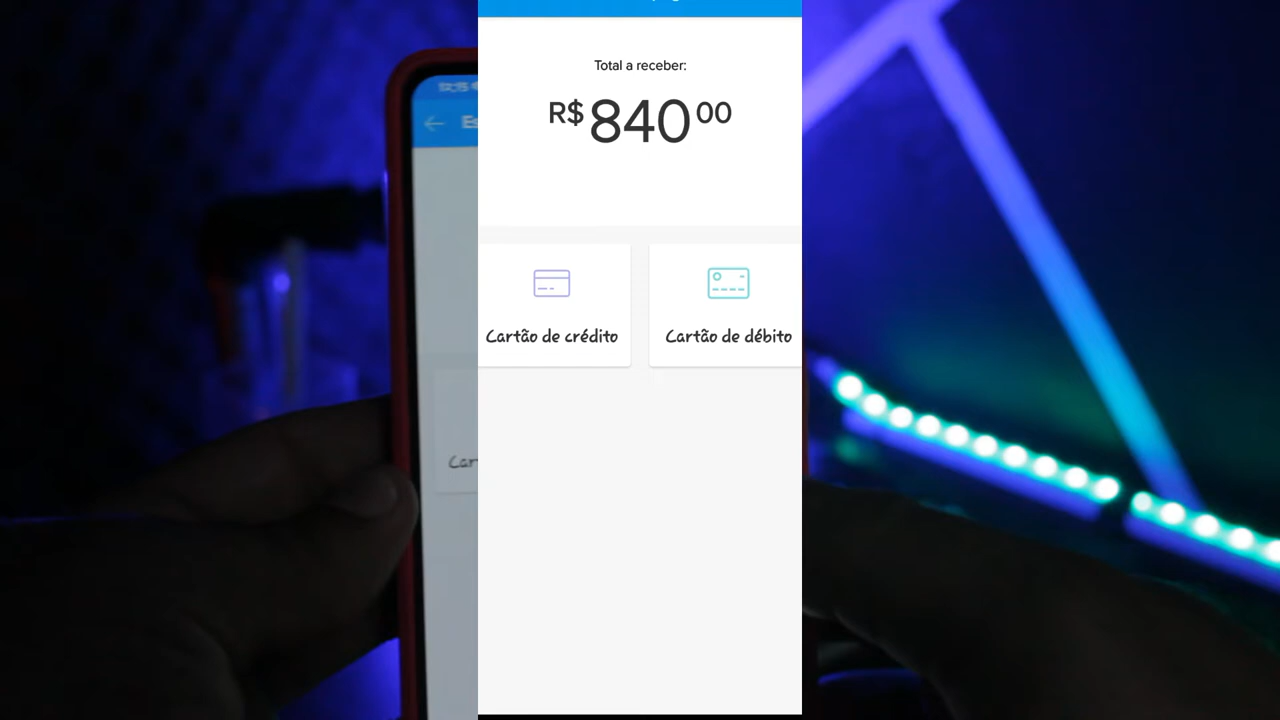 Total a receber:
R$ 840 00
Cartão de crédito
Cartão de débito